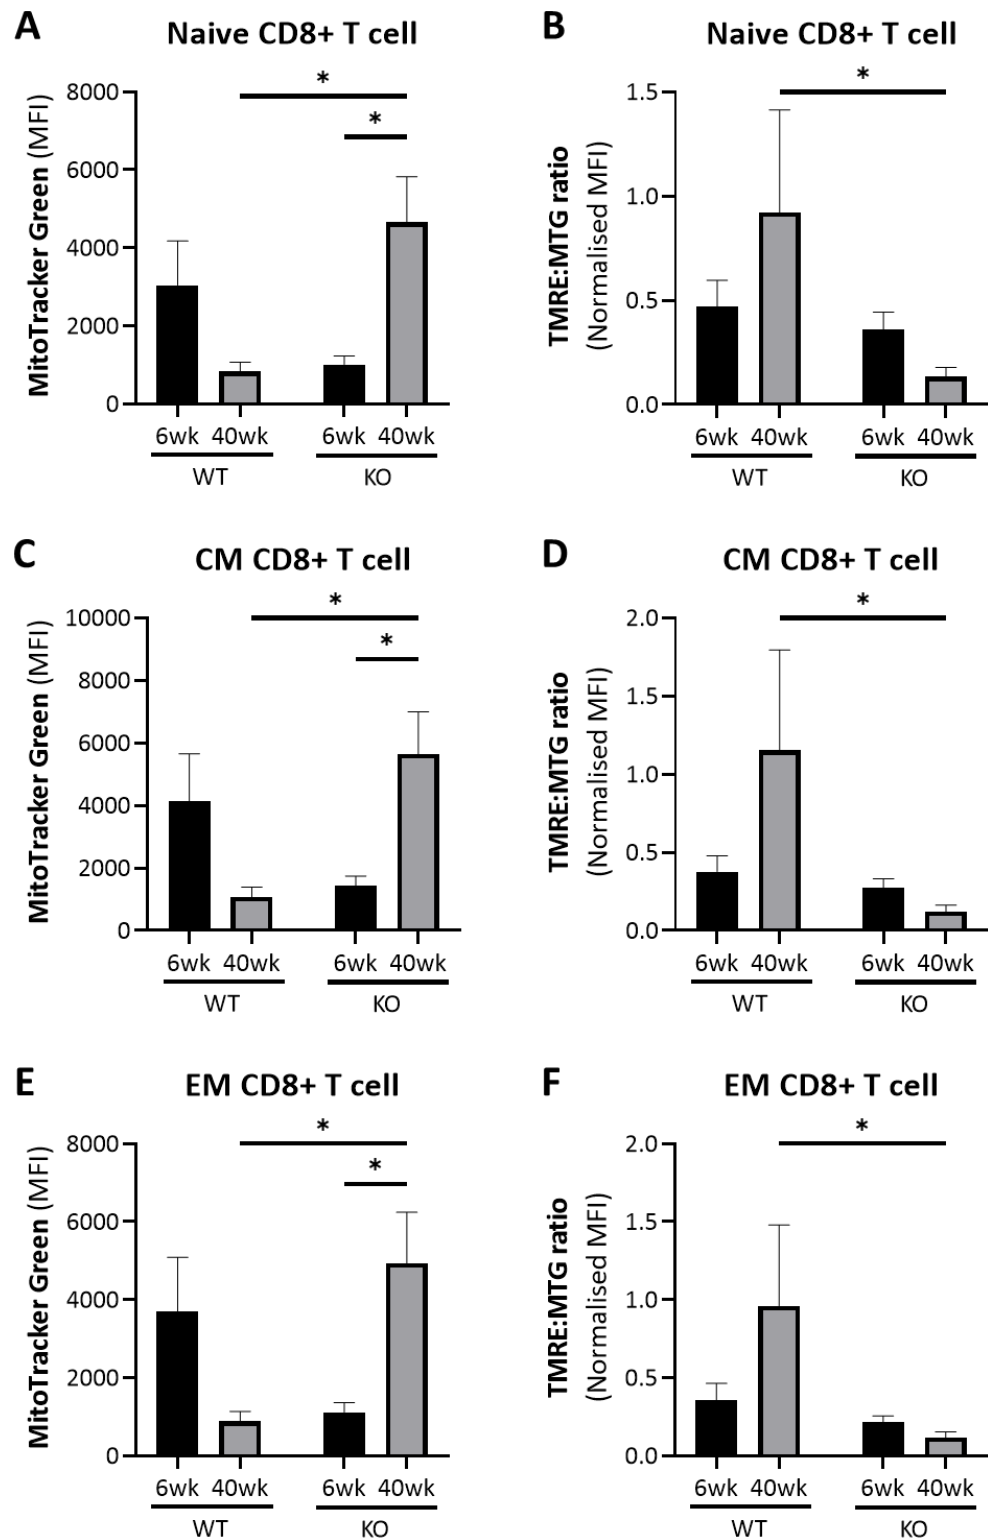 A
Naive CD8+ T cell
MitoTracker Green (MFI)
8000
6000
4000
2000
0
*
*
6wk 40wk 6wk 40wk
WT KO
B
Naive CD8+ T cell
TMRE:MTG ratio
(Normalised MFI)
1.5
1.0
0.5
0.0
*
6wk 40wk 6wk 40wk
WT KO
C
CM CD8+ T cell
MitoTracker Green (MFI)
10000
8000
6000
4000
2000
0
*
*
6wk 40wk 6wk 40wk
WT KO
D
CM CD8+ T cell
TMRE:MTG ratio
(Normalised MFI)
2.0
1.5
1.0
0.5
0.0
*
6wk 40wk 6wk 40wk
WT KO
E
EM CD8+ T cell
MitoTracker Green (MFI)
8000
6000
4000
2000
0
*
*
6wk 40wk 6wk 40wk
WT KO
F
EM CD8+ T cell
TMRE:MTG ratio
(Normalised MFI)
2.0
1.5
1.0
0.5
0.0
*
6wk 40wk 6wk 40wk
WT KO